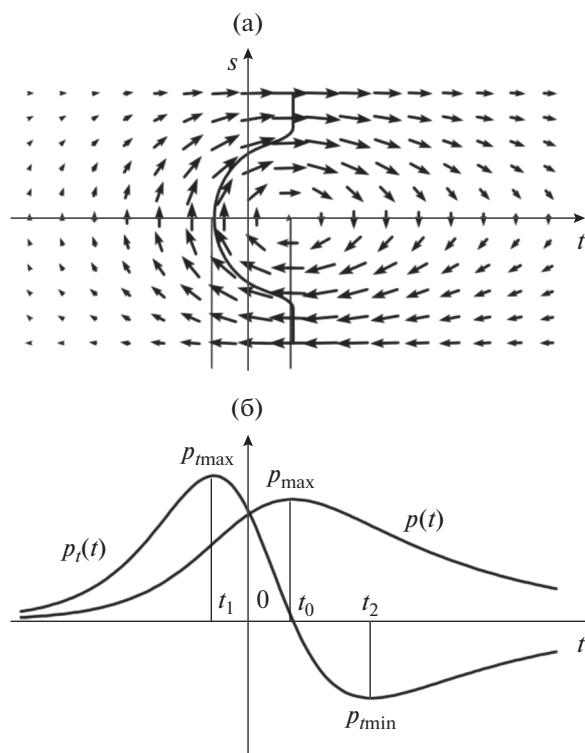 (а)
s
t
(б)
p_tmax
p_max
p_t(t)
p(t)
t_1
0
t_0
t_2
t
p_tmin